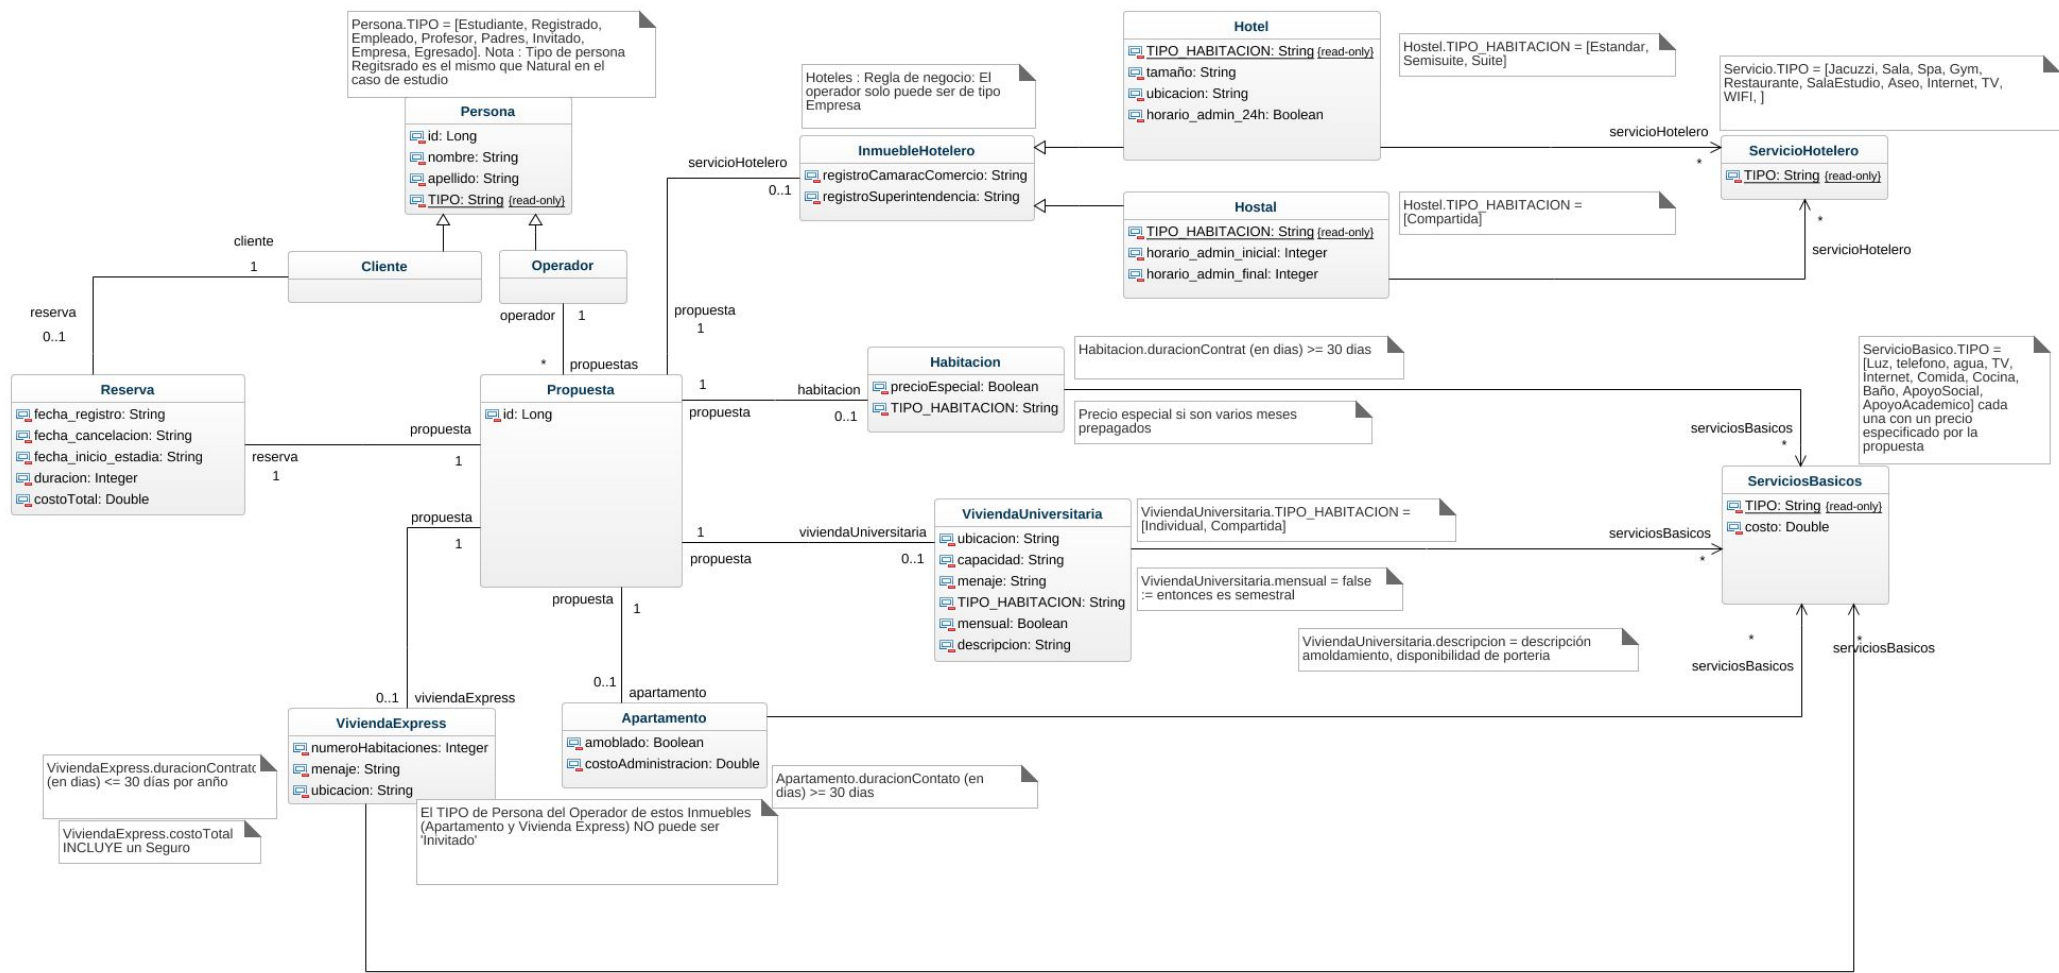 Persona.TIPO = [Estudiante, Registrado,
Empleado, Profesor, Padres, Invitado,
Empresa, Egresado]. Nota : Tipo de persona
Regitsrado es el mismo que Natural en el
caso de estudio
Persona
id: Long
nombre: String
apellido: String
TIPO: String {read-only}
Hoteles : Regla de negocio: El
operador solo puede ser de tipo
Empresa
InmuebleHotelero
registroCamaracComercio: String
registroSuperintendencia: String
Hotel
TIPO_HABITACION: String {read-only}
tamaño: String
ubicacion: String
horario_admin_24h: Boolean
Hostel.TIPO_HABITACION = [Estandar,
Semisuite, Suite]
Servicio.TIPO = [Jacuzzi, Sala, Spa, Gym,
Restaurante, SalaEstudio, Aseo, Internet, TV,
WIFI, ]
servicioHotelero
*
ServicioHotelero
TIPO: String {read-only}
servicioHotelero
0..1
Hostal
TIPO_HABITACION: String {read-only}
horario_admin_inicial: Integer
horario_admin_final: Integer
Hostel.TIPO_HABITACION =
[Compartida]
*
servicioHotelero
cliente
1
Cliente
Operador
operador
1
*
propuestas
reserva
0..1
propuesta
1
Reserva
fecha_registro: String
fecha_cancelacion: String
fecha_inicio_estadia: String
duracion: Integer
costoTotal: Double
propuesta
1
reserva
1
Propuesta
id: Long
1
propuesta
habitacion
0..1
Habitacion
precioEspecial: Boolean
TIPO_HABITACION: String
Habitacion.duracionContrat (en dias) >= 30 dias
Precio especial si son varios meses
prepagados
serviciosBasicos
*
ServicioBasico.TIPO =
[Luz, telefono, agua, TV,
Internet, Comida, Cocina,
Baño, ApoyoSocial,
ApoyoAcademico] cada
una con un precio
especificado por la
propuesta
ServiciosBasicos
TIPO: String {read-only}
costo: Double
1
propuesta
viviendaUniversitaria
0..1
ViviendaUniversitaria
ubicacion: String
capacidad: String
menaje: String
TIPO_HABITACION: String
mensual: Boolean
descripcion: String
ViviendaUniversitaria.TIPO_HABITACION =
[Individual, Compartida]
serviciosBasicos
*
ViviendaUniversitaria.mensual = false
:= entonces es semestral
ViviendaUniversitaria.descripcion = descripción
amoldamiento, disponibilidad de porteria
*
serviciosBasicos
*
serviciosBasicos
propuesta
1
0..1
viviendaExpress
propuesta
1
0..1
apartamento
ViviendaExpress
numeroHabitaciones: Integer
menaje: String
ubicacion: String
Apartamento
amoblado: Boolean
costoAdministracion: Double
ViviendaExpress.duracionContrato
(en dias) <= 30 días por anño
ViviendaExpress.costoTotal
INCLUYE un Seguro
El TIPO de Persona del Operador de estos Inmuebles
(Apartamento y Vivienda Express) NO puede ser
'Inivitado'
Apartamento.duracionContato (en
dias) >= 30 dias